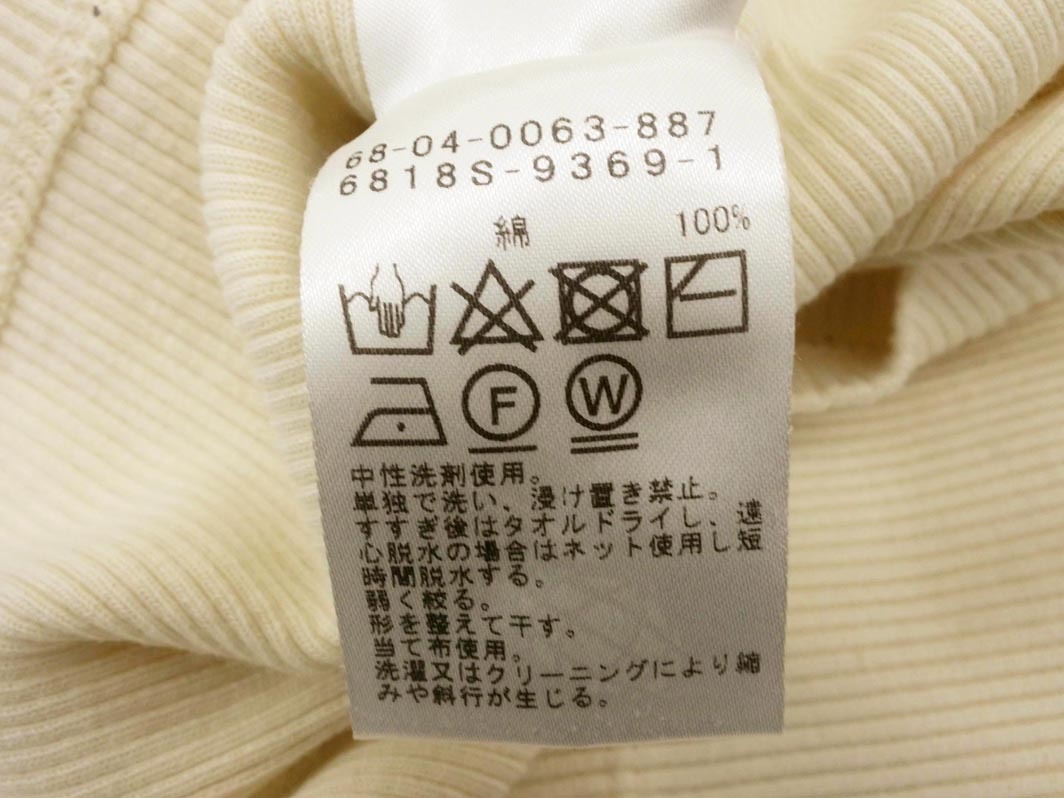 68-04-0063-887
6818S-9369-1
綿 100%
F W
中性洗剤使用。
単独で洗い、浸け置き禁止。
すすぎ後はタオルドライし、遠
心脱水の場合はネット使用し短
時間脱水する。
弱く絞る。
形を整えて干す。
当て布使用。
洗濯又はクリーニングにより縮
みや斜行が生じる。